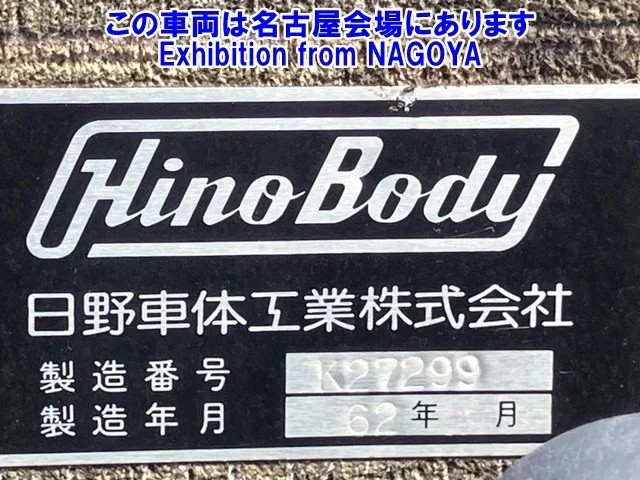 この車両は名古屋会場にあります
Exhibition from NAGOYA
HinoBody
日野車体工業株式会社
製造番号 K27299
製造年月 62年 月